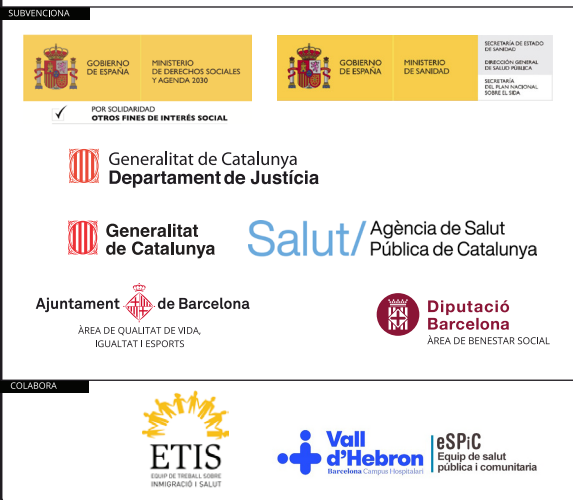 SUBVENCJONA
GOBIERNO
DE ESPAÑA
MINISTERIO
DE DERECHOS SOCIALES
Y AGENDA 2030
POR SOLIDARIDAD
OTROS FINES DE INTERÉS SOCIAL
GOBIERNO
DE ESPAÑA
MINISTERIO
DE SANIDAD
SECRETARÍA DE ESTADO
DE SANIDAD
DIRECCIÓN GENERAL
DE SALUD PÚBLICA
SECRETARÍA
DEL PLAN NACIONAL
SOBRE EL SIDA
Generalitat de Catalunya
Departament de Justícia
Generalitat
de Catalunya
Salut/ Agència de Salut
Pública de Catalunya
Ajuntament de Barcelona
ÀREA DE QUALITAT DE VIDA,
IGUALTAT I ESPORTS
Diputació
Barcelona
ÀREA DE BENESTAR SOCIAL
COLABORA
ETIS
EQUIP DE TREBALL SOBRE
INMIGRACIÓ I SALUT
Vall
d'Hebron
Barcelona Campus Hospitalari
eSPiC
Equip de salut
pública i comunitaria